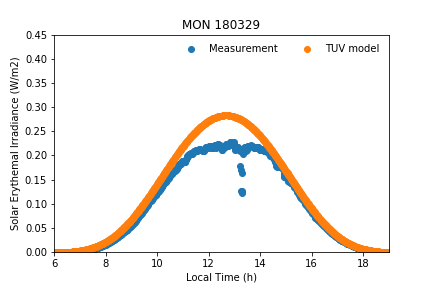 MON 180329
Measurement
TUV model
0.45
0.40
0.35
0.30
0.25
0.20
0.15
0.10
0.05
0.00
Solar Erythemal Irradiance (W/m2)
6 8 10 12 14 16 18
Local Time (h)